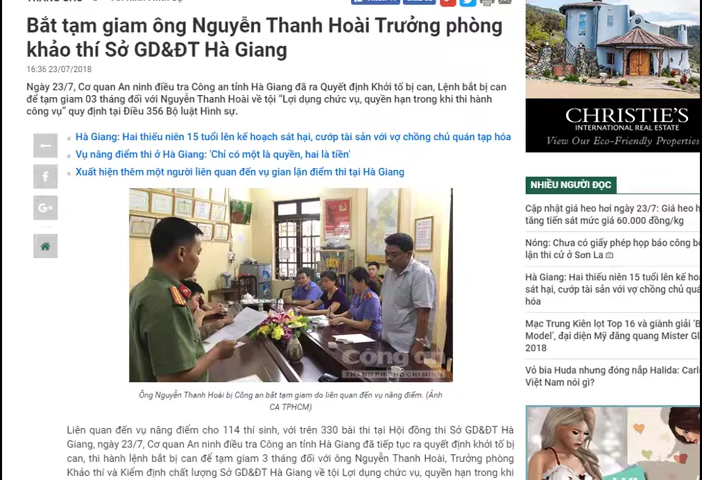 Bắt tạm giam ông Nguyễn Thanh Hoài Trưởng phòng
khảo thí Sở GD&ĐT Hà Giang
16:36 23/07/2018
Ngày 23/7, Cơ quan An ninh điều tra Công an tỉnh Hà Giang đã ra Quyết định Khởi tố bị can, Lệnh bắt bị can
để tạm giam 03 tháng đối với Nguyễn Thanh Hoài về tội “Lợi dụng chức vụ, quyền hạn trong khi thi hành
công vụ” quy định tại Điều 356 Bộ luật Hình sự.
Hà Giang: Hai thiếu niên 15 tuổi lên kế hoạch sát hại, cướp tài sản với vợ chồng chủ quán tạp hóa
Vụ nâng điểm thi ở Hà Giang: 'Chỉ có một là quyền, hai là tiền'
Xuất hiện thêm một người liên quan đến vụ gian lận điểm thi tại Hà Giang
Công an
THÀNH PHỐ HỒ CHÍ MINH
Ông Nguyễn Thanh Hoài bị Công an bắt tạm giam do liên quan đến vụ nâng điểm. (Ảnh
CA TPHCM)
Liên quan đến vụ nâng điểm cho 114 thí sinh, với trên 330 bài thi tại Hội đồng thi Sở GD&ĐT Hà
Giang, ngày 23/7, Cơ quan An ninh điều tra Công an tỉnh Hà Giang đã tiếp tục ra quyết định khởi tố bị
can, thi hành lệnh bắt bị can để tạm giam 3 tháng đối với ông Nguyễn Thanh Hoài, Trưởng phòng
Khảo thí và Kiểm định chất lượng Sở GD&ĐT Hà Giang về tội Lợi dụng chức vụ, quyền hạn trong khi
CHRISTIE'S
INTERNATIONAL REAL ESTATE
View Our Eco-Friendly Properties
NHIỀU NGƯỜI ĐỌC
Cập nhật giá heo hơi ngày 23/7: Giá heo h
tăng tiến sát mức giá 60.000 đồng/kg
Nóng: Chưa có giấy phép họp báo công b
lận thi cử ở Sơn La
Hà Giang: Hai thiếu niên 15 tuổi lên kế hoạ
sát hại, cướp tài sản với vợ chồng chủ quá
hóa
Mạc Trung Kiên lọt Top 16 và giành giải 'B
Model', đại diện Mỹ đăng quang Mister Gl
2018
Vỏ bia Huda nhưng đóng nắp Halida: Carl
Việt Nam nói gì?